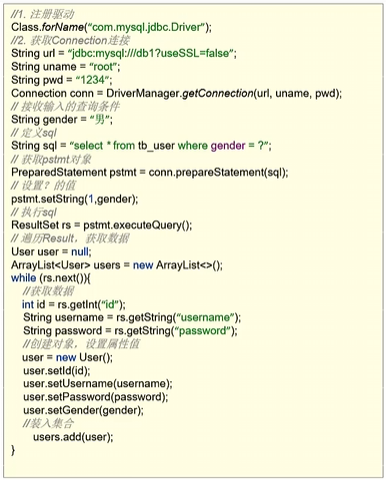 //1. 注册驱动
Class.forName(“com.mysql.jdbc.Driver”);
//2. 获取Connection连接
String url = “jdbc:mysql:///db1?useSSL=false”;
String uname = “root”;
String pwd = “1234”;
Connection conn = DriverManager.getConnection(url, uname, pwd);
// 接收输入的查询条件
String gender = “男”;
// 定义sql
String sql = “select * from tb_user where gender = ?”;
// 获取pstmt对象
PreparedStatement pstmt = conn.prepareStatement(sql);
// 设置？的值
pstmt.setString(1,gender);
// 执行sql
ResultSet rs = pstmt.executeQuery();
// 遍历Result，获取数据
User user = null;
ArrayList<User> users = new ArrayList<>();
while (rs.next()){
//获取数据
int id = rs.getInt(“id”);
String username = rs.getString(“username”);
String password = rs.getString(“password”);
//创建对象，设置属性值
user = new User();
user.setId(id);
user.setUsername(username);
user.setPassword(password);
user.setGender(gender);
//装入集合
users.add(user);
}